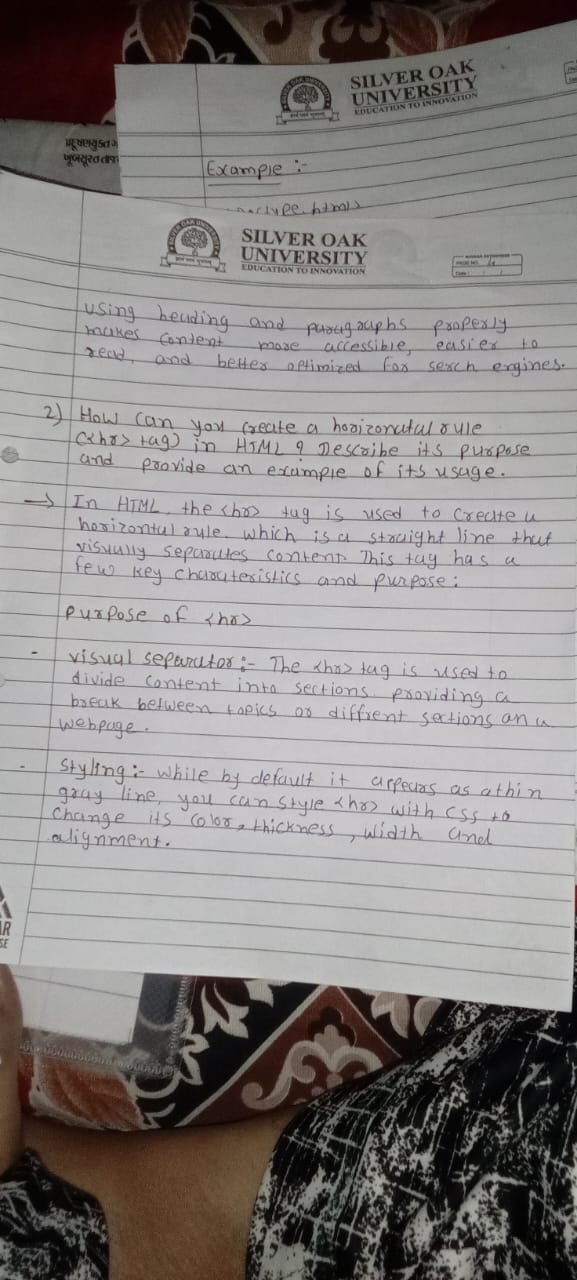 SILVER OAK
UNIVERSITY
EDUCATION TO INNOVATION
Example :-
SILVER OAK
UNIVERSITY
EDUCATION TO INNOVATION
using heading and paragraphs properly
makes content more accessible, easier to
read, and better optimized for serch ergines.
2) How can you create a horizonatal rule
(<hr> tag) in HTML ? Describe its purpose
and provide an example of its usage.
→ In HTML, the <hr> tag is used to create a
horizontal rule. which is a straight line that
visually separates content. This tag has a
few key charateristics and purpose :
purpose of <hr>
- visual separator :- The <hr> tag is used to
divide content into sections, providing a
break between topics or diffrent sections on a
webpage.
- Styling :- while by default it appears as a thin
gray line, you can style <hr> with css to
change its color, thickness, width and
alignment.
AR
SE